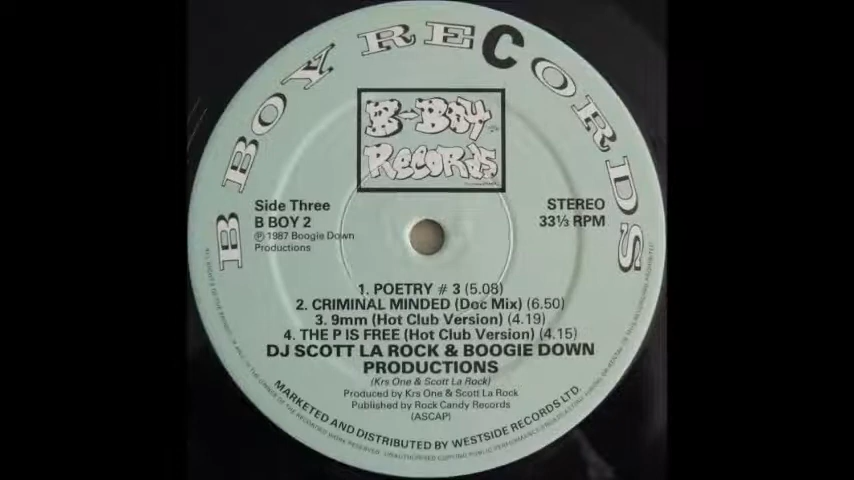 B BOY RECORDS
B-Boy
Records
Side Three
B BOY 2
℗ 1987 Boogie Down
Productions
STEREO
33⅓ RPM
1. POETRY # 3 (5.08)
2. CRIMINAL MINDED (Doc Mix) (6.50)
3. 9mm (Hot Club Version) (4.19)
4. THE P IS FREE (Hot Club Version) (4.15)
DJ SCOTT LA ROCK & BOOGIE DOWN
PRODUCTIONS
(Krs One & Scott La Rock)
Produced by Krs One & Scott La Rock
Published by Rock Candy Records
(ASCAP)
MARKETED AND DISTRIBUTED BY WESTSIDE RECORDS LTD.